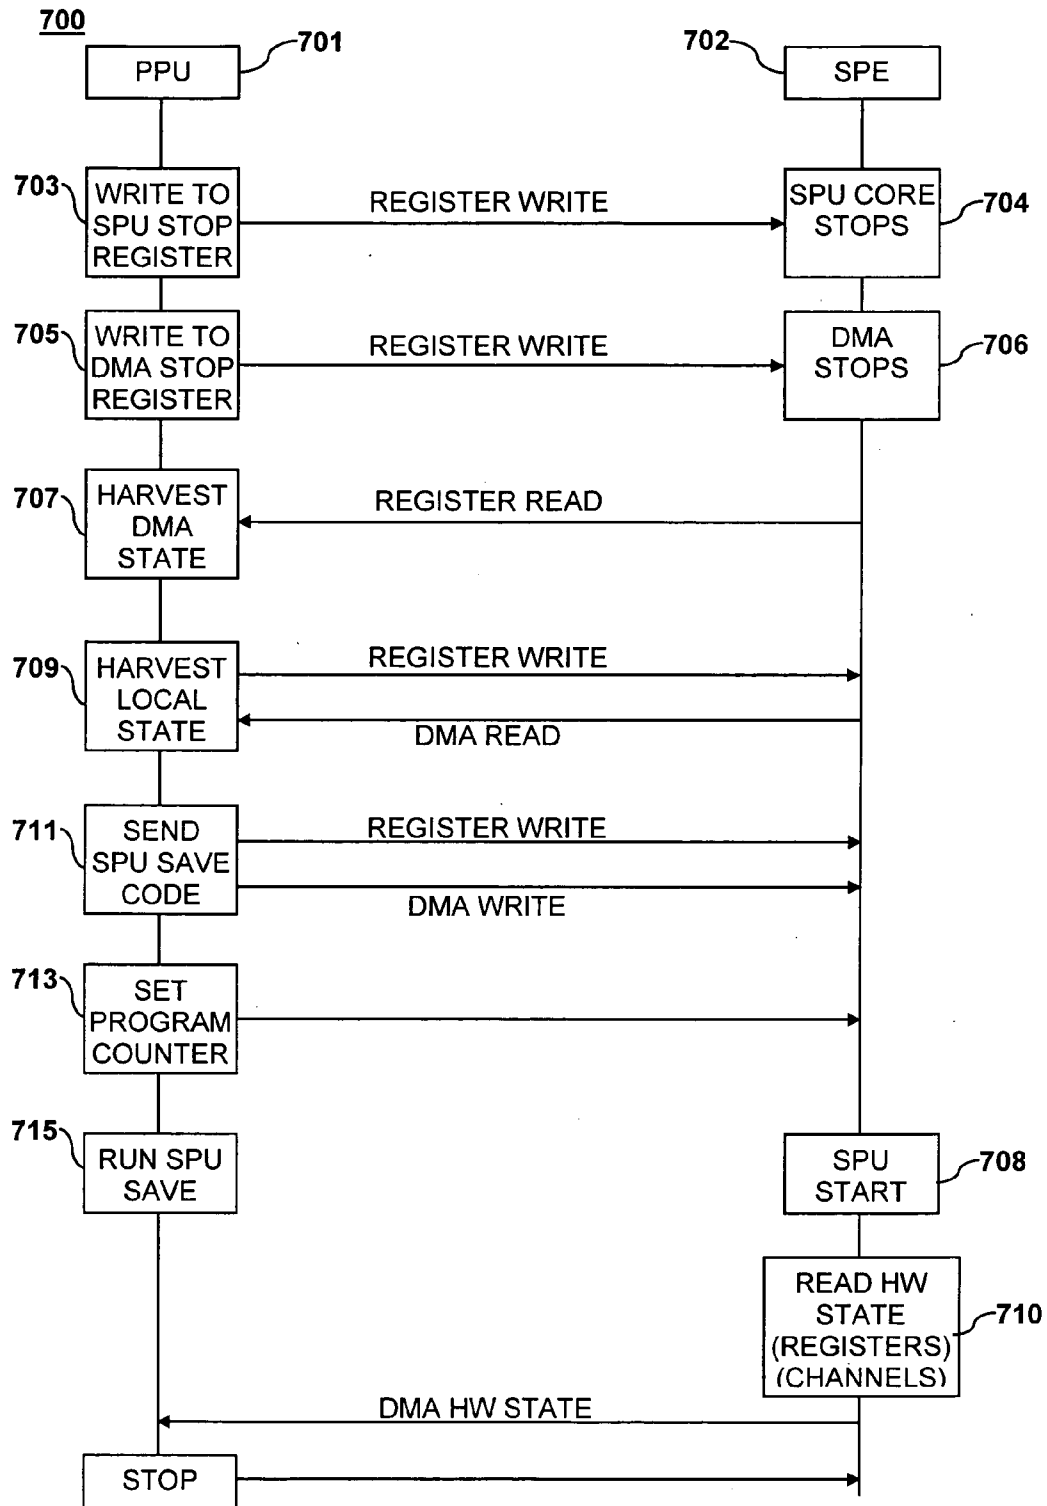 700
PPU
701
702
SPE
703
WRITE TO
SPU STOP
REGISTER
REGISTER WRITE
SPU CORE
STOPS
704
705
WRITE TO
DMA STOP
REGISTER
REGISTER WRITE
DMA
STOPS
706
707
HARVEST
DMA
STATE
REGISTER READ
709
HARVEST
LOCAL
STATE
REGISTER WRITE
DMA READ
711
SEND
SPU SAVE
CODE
REGISTER WRITE
DMA WRITE
713
SET
PROGRAM
COUNTER
715
RUN SPU
SAVE
SPU
START
708
READ HW
STATE
(REGISTERS)
(CHANNELS)
710
DMA HW STATE
STOP